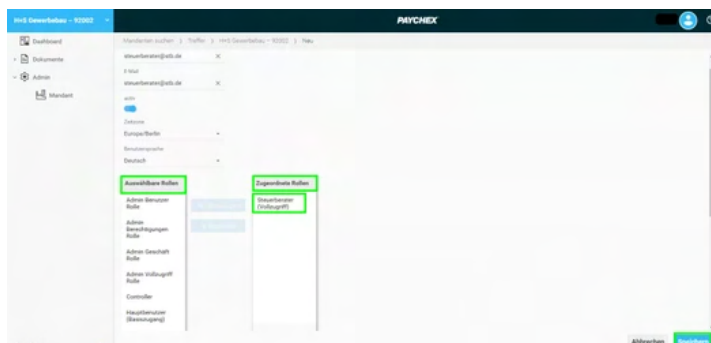 H+S Gewerbebau – 92002
PAYCHEX
Dashboard
Mandanten suchen > Treffer > H+S Gewerbebau – 92002 > Neu
Dokumente
steuerberater@stb.de
Admin
E-Mail
steuerberater@stb.de
Mandant
aktiv
Zeitzone
Europe/Berlin
Benutzersprache
Deutsch
Auswählbare Rollen
Zugeordnete Rollen
Admin Benutzer
Rolle
Steuerberater
(Vollzugriff)
Admin
Berechtigungen
Rolle
Admin Geschäft
Rolle
Admin Vollzugriff
Rolle
Controller
Hauptbenutzer
(Basiszugang)
Abbrechen
Speichern